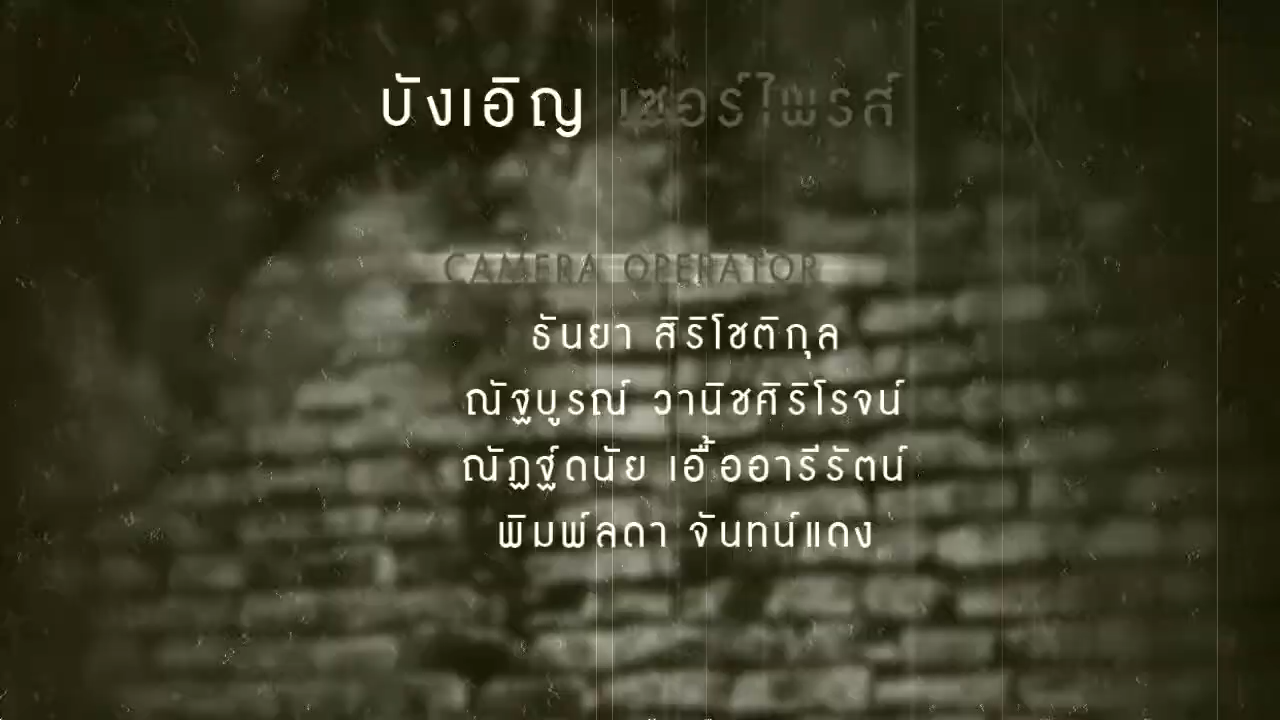 บังเอิญ เซอร์ไพรส์
CAMERA OPERATOR
ธันยา สิริโชติกุล
ณัฐบูรณ์ วานิชศิริโรจน์
ณัฏฐ์ดนัย เอื้ออารีรัตน์
พิมพ์ลดา จันทน์แดง